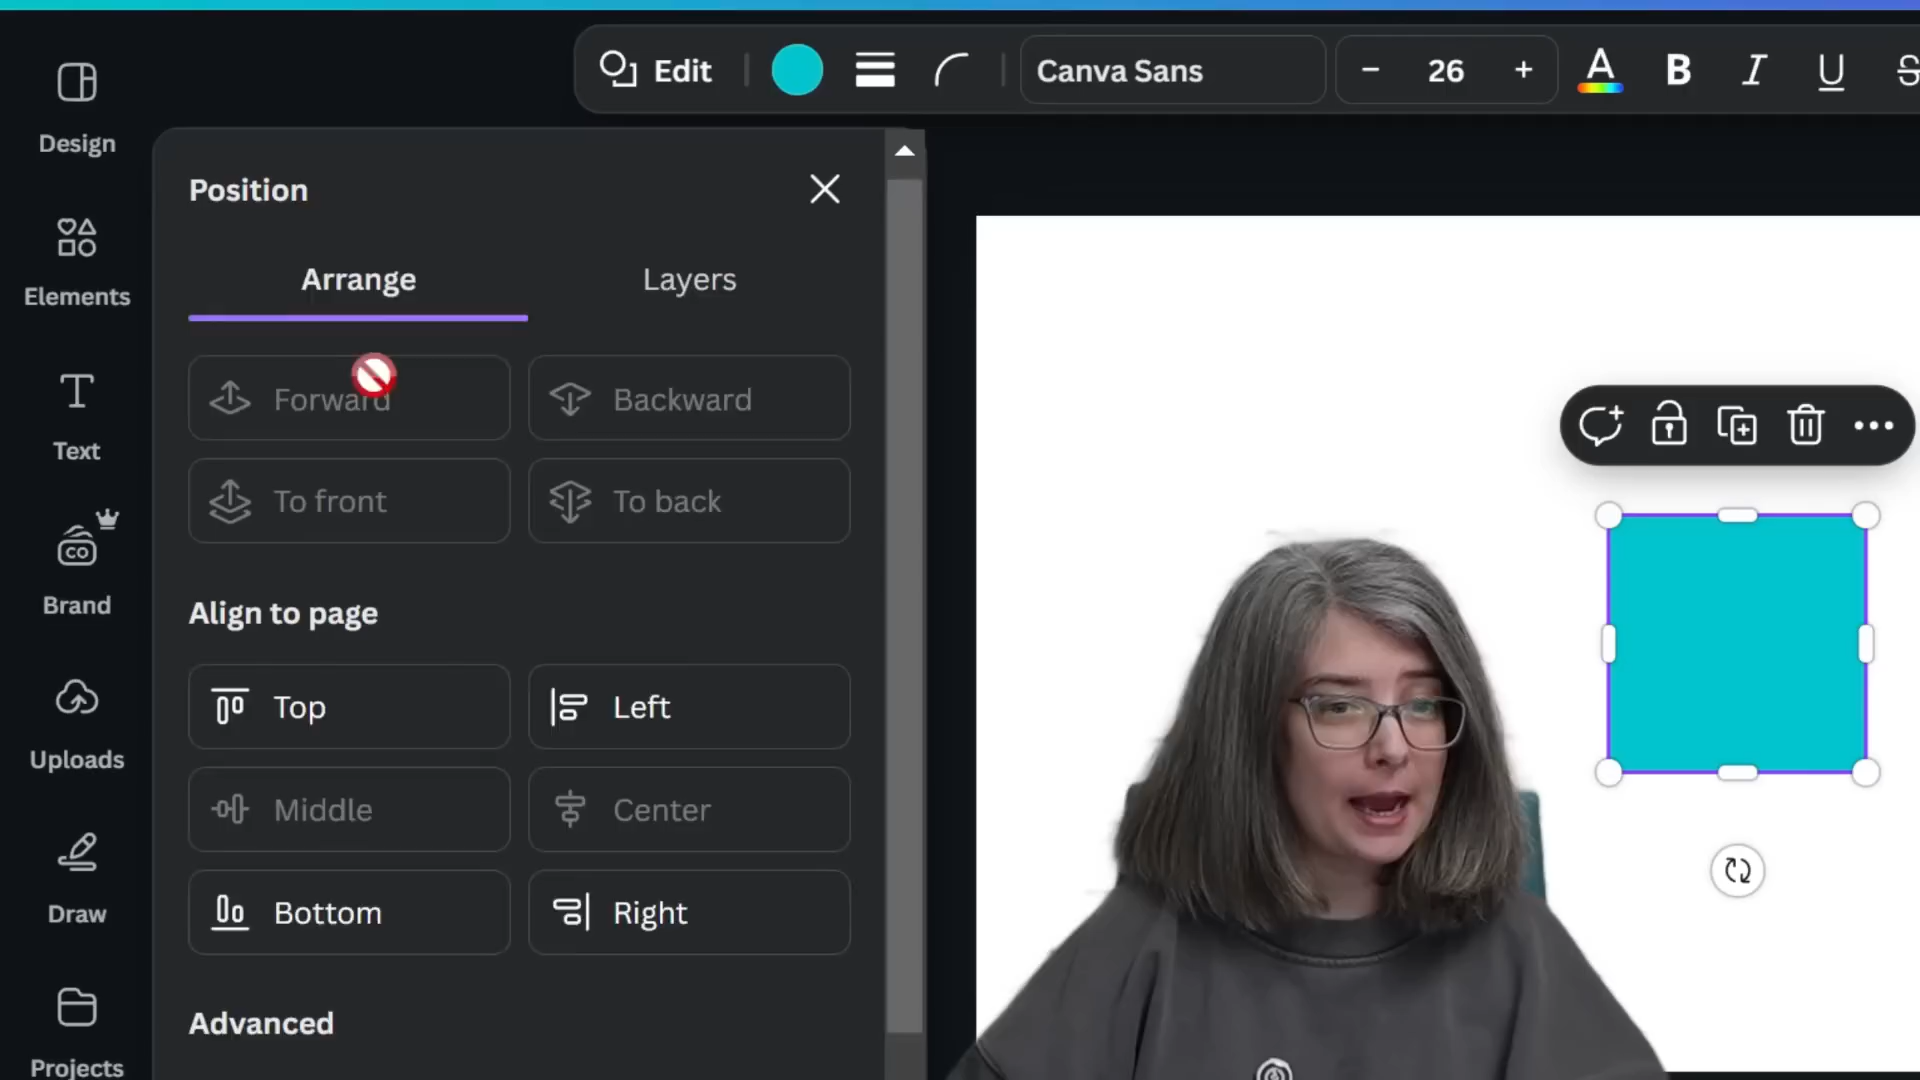 Edit
Canva Sans
26
A
B
I
U
S
Design
Elements
Text
CO
Brand
Uploads
Draw
Projects
Position
Arrange
Layers
Forward
Backward
To front
To back
Align to page
Top
Left
Middle
Center
Bottom
Right
Advanced